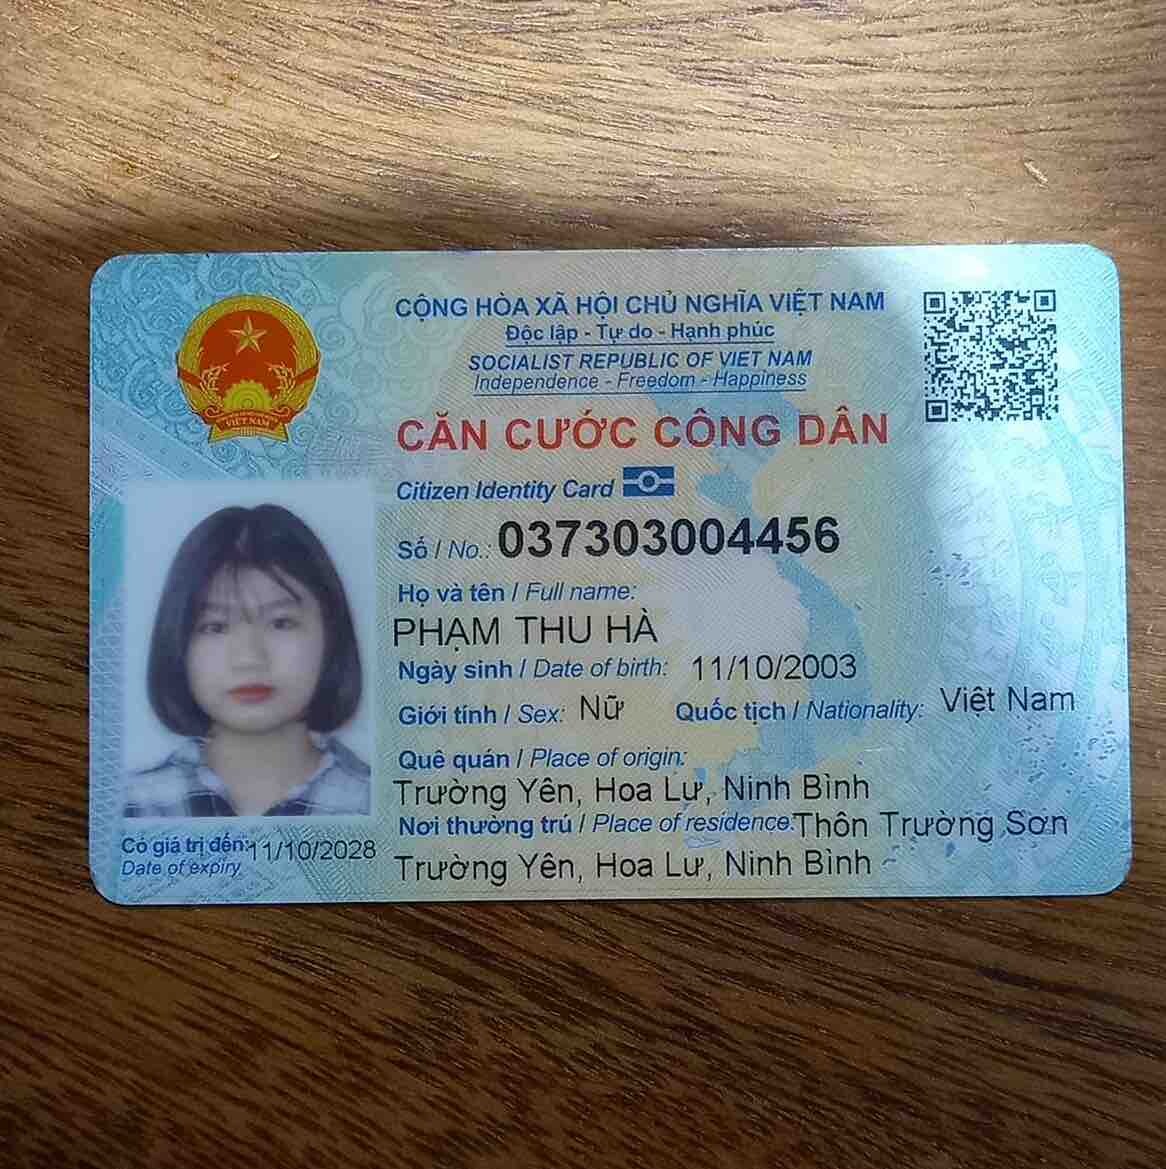 CỘNG HÒA XÃ HỘI CHỦ NGHĨA VIỆT NAM
Độc lập - Tự do - Hạnh phúc
SOCIALIST REPUBLIC OF VIET NAM
Independence - Freedom - Happiness
CĂN CƯỚC CÔNG DÂN
Citizen Identity Card
Số / No.: 037303004456
Họ và tên / Full name:
PHẠM THU HÀ
Ngày sinh / Date of birth: 11/10/2003
Giới tính / Sex: Nữ Quốc tịch / Nationality: Việt Nam
Quê quán / Place of origin:
Trường Yên, Hoa Lư, Ninh Bình
Nơi thường trú / Place of residence: Thôn Trường Sơn
Trường Yên, Hoa Lư, Ninh Bình
Có giá trị đến: 11/10/2028
Date of expiry
VIỆT NAM